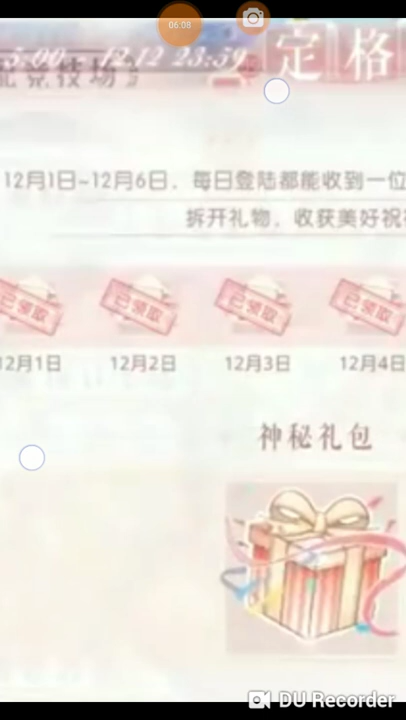 06:08
5:00 — 12.12 23:59
定格
竞技场
12月1日~12月6日，每日登陆都能收到一位
拆开礼物，收获美好祝
已领取 已领取 已领取 已领取
12月1日 12月2日 12月3日 12月4日
神秘礼包
DU Recorder